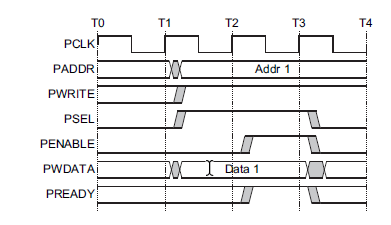 T0 T1 T2 T3 T4
PCLK
PADDR Addr 1
PWRITE
PSEL
PENABLE
PWDATA Data 1
PREADY